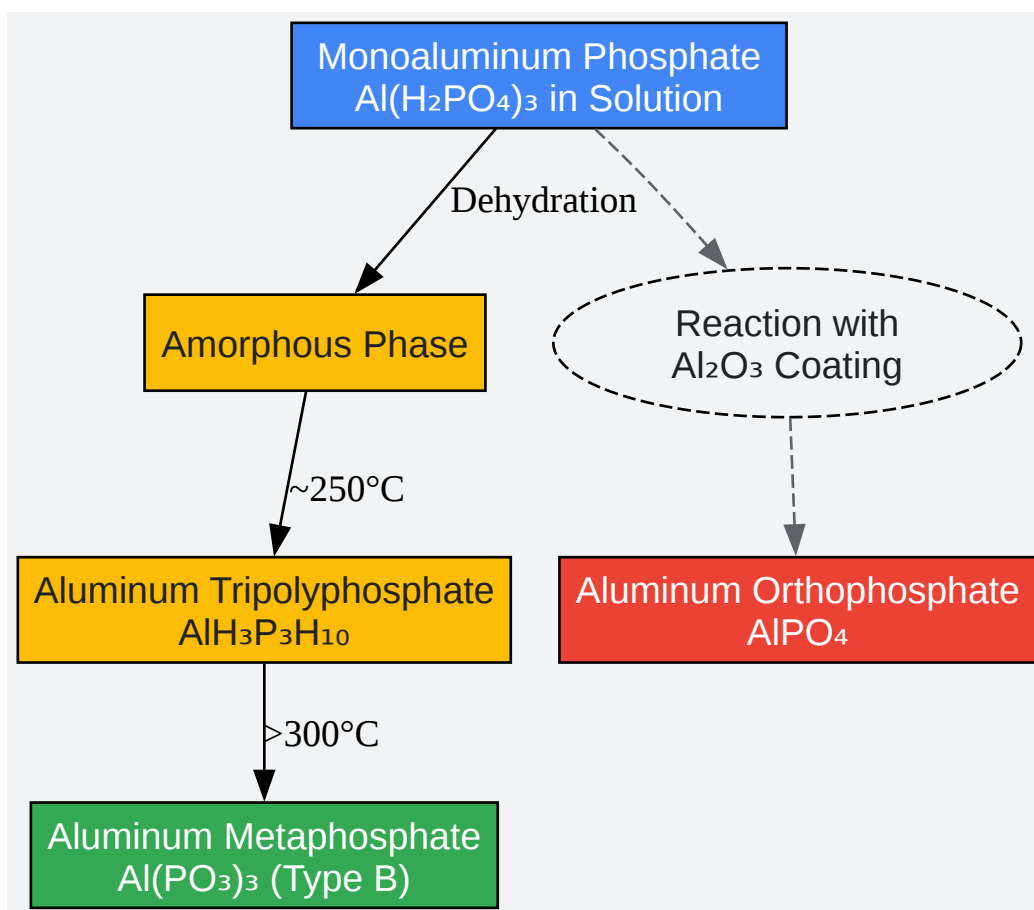 Monoaluminum Phosphate
Al(H₂PO₄)₃ in Solution
Dehydration
Amorphous Phase
Reaction with
Al₂O₃ Coating
~250°C
Aluminum Tripolyphosphate
AlH₃P₃H₁₀
Aluminum Orthophosphate
AlPO₄
>300°C
Aluminum Metaphosphate
Al(PO₃)₃ (Type B)